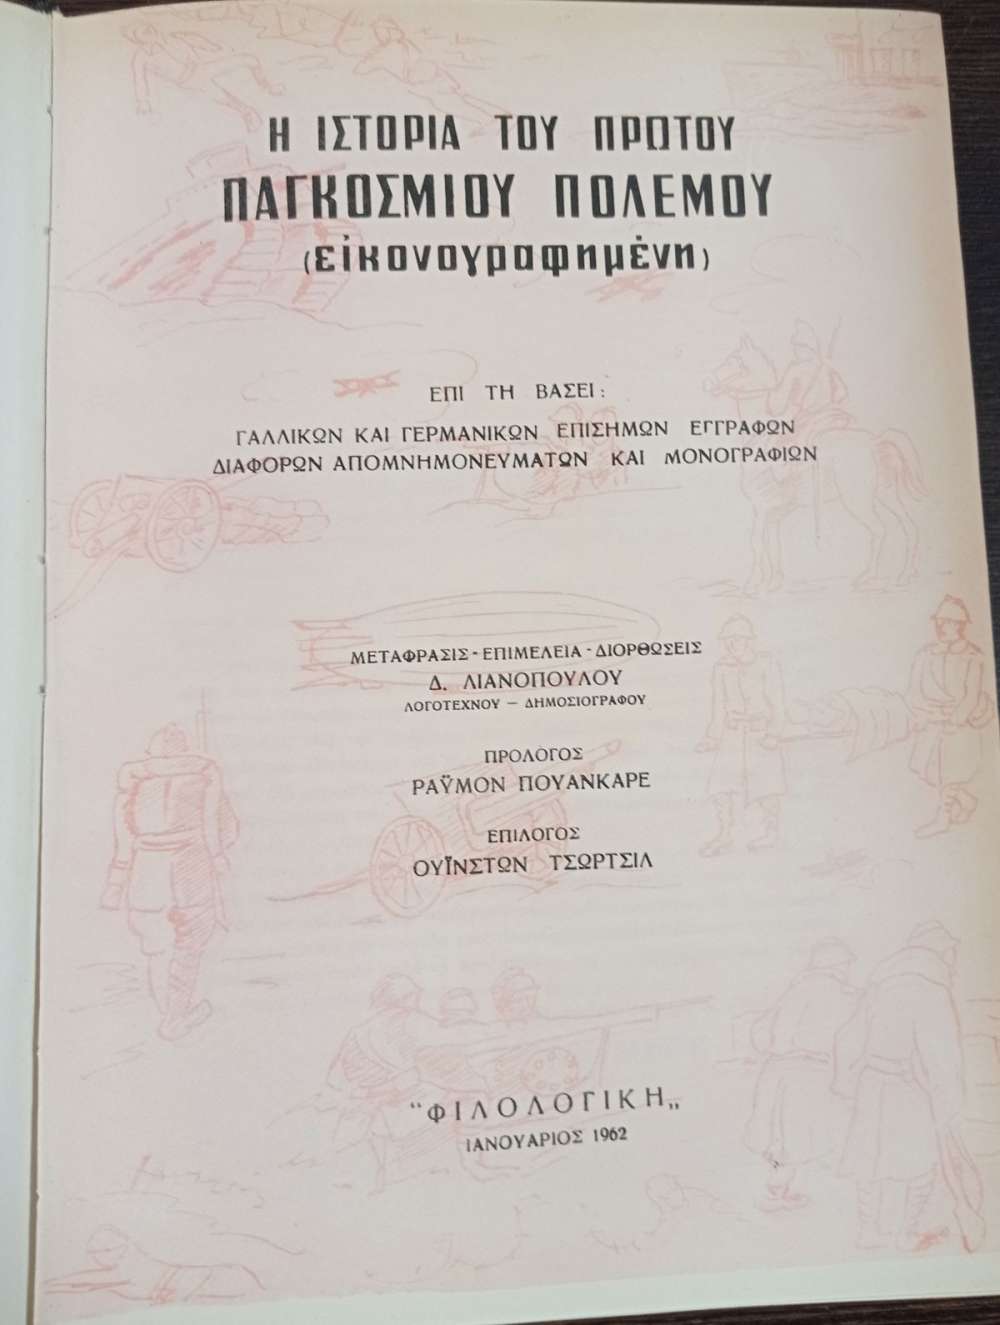 Η ΙΣΤΟΡΙΑ ΤΟΥ ΠΡΩΤΟΥ
ΠΑΓΚΟΣΜΙΟΥ ΠΟΛΕΜΟΥ
(εἰκονογραφημένη)
ΕΠΙ ΤΗ ΒΑΣΕΙ:
ΓΑΛΛΙΚΩΝ ΚΑΙ ΓΕΡΜΑΝΙΚΩΝ ΕΠΙΣΗΜΩΝ ΕΓΓΡΑΦΩΝ
ΔΙΑΦΟΡΩΝ ΑΠΟΜΝΗΜΟΝΕΥΜΑΤΩΝ ΚΑΙ ΜΟΝΟΓΡΑΦΙΩΝ
ΜΕΤΑΦΡΑΣΙΣ - ΕΠΙΜΕΛΕΙΑ - ΔΙΟΡΘΩΣΕΙΣ
Δ. ΛΙΑΝΟΠΟΥΛΟΥ
ΛΟΓΟΤΕΧΝΟΥ — ΔΗΜΟΣΙΟΓΡΑΦΟΥ
ΠΡΟΛΟΓΟΣ
ΡΑΫΜΟΝ ΠΟΥΑΝΚΑΡΕ
ΕΠΙΛΟΓΟΣ
ΟΥΪΝΣΤΩΝ ΤΣΩΡΤΣΙΛ
“ΦΙΛΟΛΟΓΙΚΗ„
ΙΑΝΟΥΑΡΙΟΣ 1962